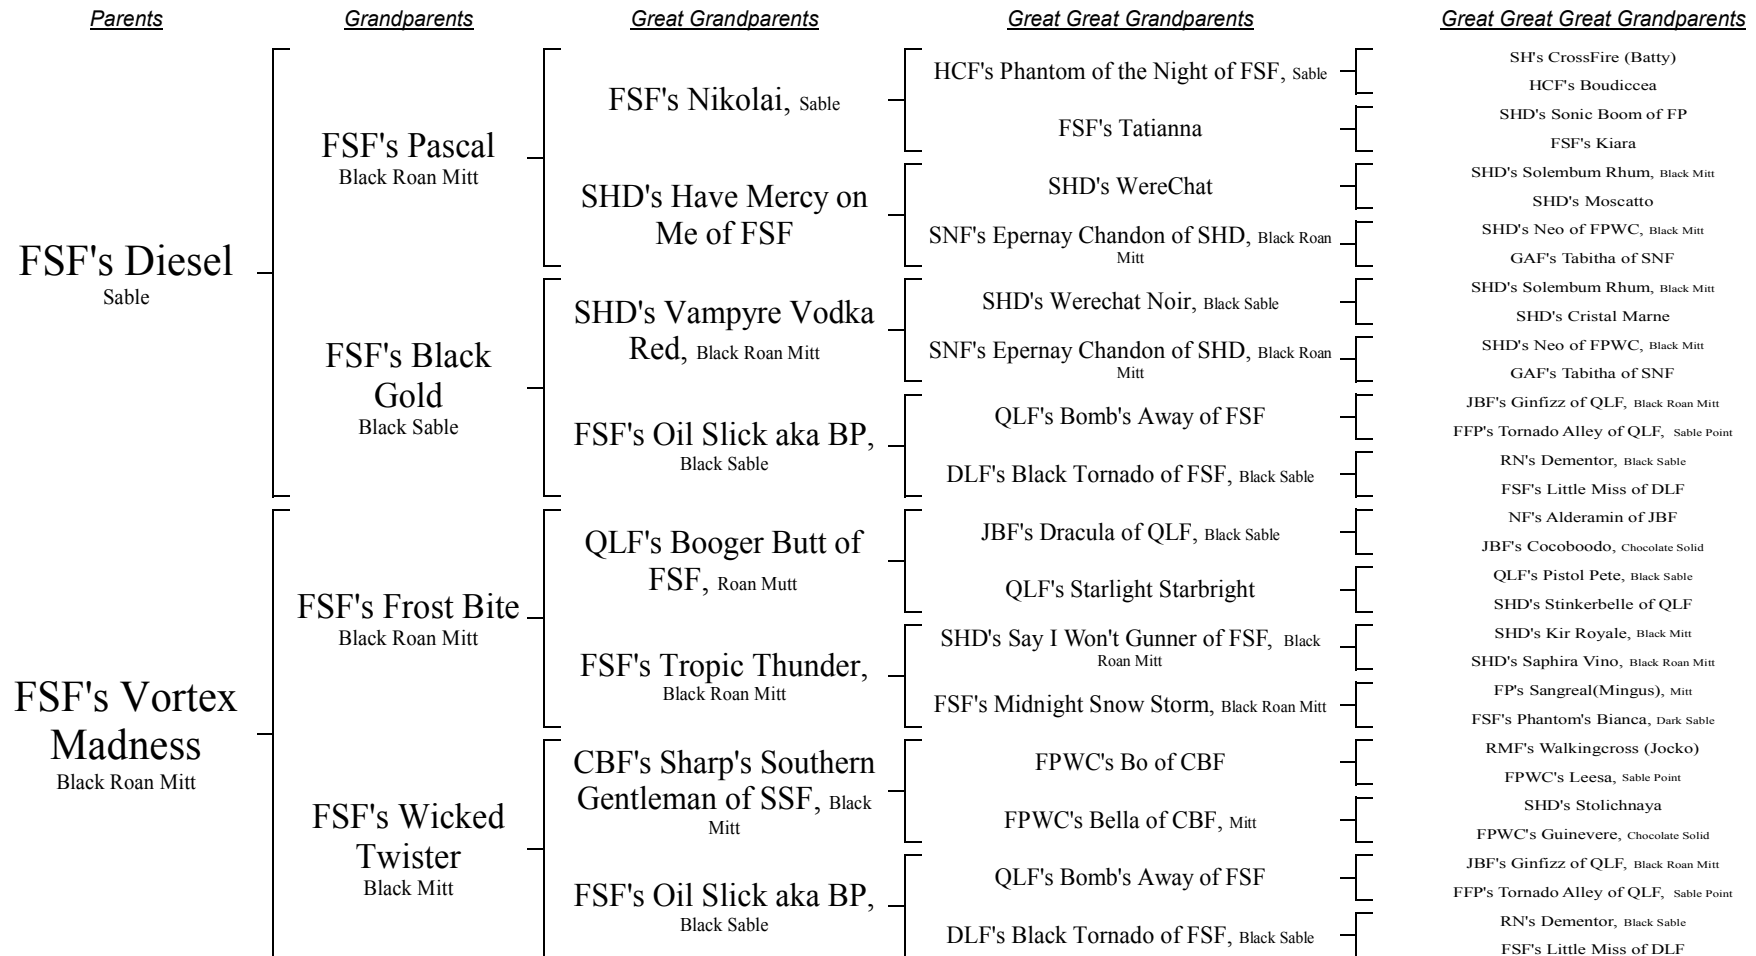 Parents Grandparents Great Grandparents Great Great Grandparents Great Great Great Grandparents
FSF's Diesel
Sable
FSF's Vortex
Madness
Black Roan Mitt
FSF's Pascal
Black Roan Mitt
FSF's Black
Gold
Black Sable
FSF's Frost Bite
Black Roan Mitt
FSF's Wicked
Twister
Black Mitt
FSF's Nikolai, Sable
SHD's Have Mercy on
Me of FSF
SHD's Vampyre Vodka
Red, Black Roan Mitt
FSF's Oil Slick aka BP,
Black Sable
QLF's Booger Butt of
FSF, Roan Mutt
FSF's Tropic Thunder,
Black Roan Mitt
CBF's Sharp's Southern
Gentleman of SSF, Black
Mitt
FSF's Oil Slick aka BP,
Black Sable
HCF's Phantom of the Night of FSF, Sable
FSF's Tatianna
SHD's WereChat
SNF's Epernay Chandon of SHD, Black Roan
Mitt
SHD's Werechat Noir, Black Sable
SNF's Epernay Chandon of SHD, Black Roan
Mitt
QLF's Bomb's Away of FSF
DLF's Black Tornado of FSF, Black Sable
JBF's Dracula of QLF, Black Sable
QLF's Starlight Starbright
SHD's Say I Won't Gunner of FSF, Black
Roan Mitt
FSF's Midnight Snow Storm, Black Roan Mitt
FPWC's Bo of CBF
FPWC's Bella of CBF, Mitt
QLF's Bomb's Away of FSF
DLF's Black Tornado of FSF, Black Sable
SH's CrossFire (Batty)
HCF's Boudiccea
SHD's Sonic Boom of FP
FSF's Kiara
SHD's Solembum Rhum, Black Mitt
SHD's Moscatto
SHD's Neo of FPWC, Black Mitt
GAF's Tabitha of SNF
SHD's Solembum Rhum, Black Mitt
SHD's Cristal Marne
SHD's Neo of FPWC, Black Mitt
GAF's Tabitha of SNF
JBF's Ginfizz of QLF, Black Roan Mitt
FFP's Tornado Alley of QLF, Sable Point
RN's Dementor, Black Sable
FSF's Little Miss of DLF
NF's Alderamin of JBF
JBF's Cocoboodo, Chocolate Solid
QLF's Pistol Pete, Black Sable
SHD's Stinkerbelle of QLF
SHD's Kir Royale, Black Mitt
SHD's Saphira Vino, Black Roan Mitt
FP's Sangreal(Mingus), Mitt
FSF's Phantom's Bianca, Dark Sable
RMF's Walkingcross (Jocko)
FPWC's Leesa, Sable Point
SHD's Stolichnaya
FPWC's Guinevere, Chocolate Solid
JBF's Ginfizz of QLF, Black Roan Mitt
FFP's Tornado Alley of QLF, Sable Point
RN's Dementor, Black Sable
FSF's Little Miss of DLF